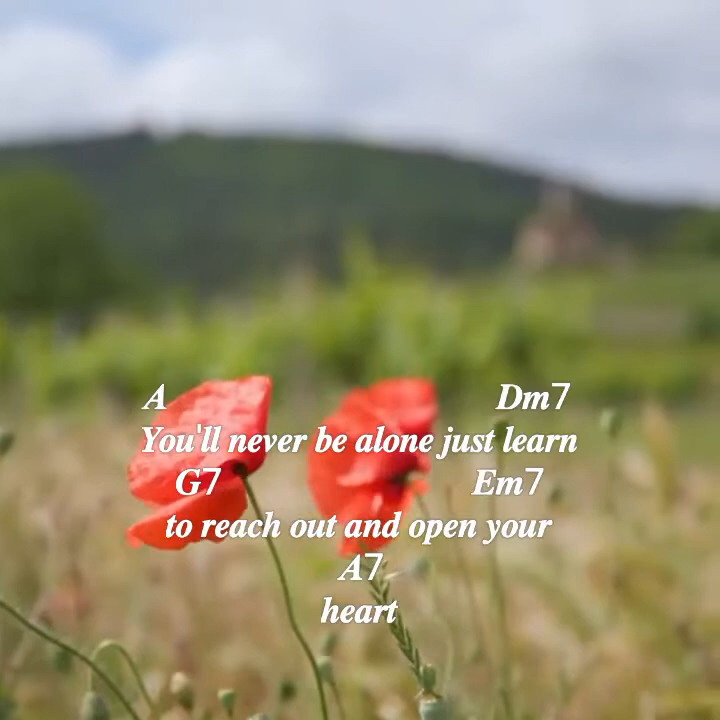 A Dm7
You'll never be alone just learn
G7 Em7
to reach out and open your
A7
heart